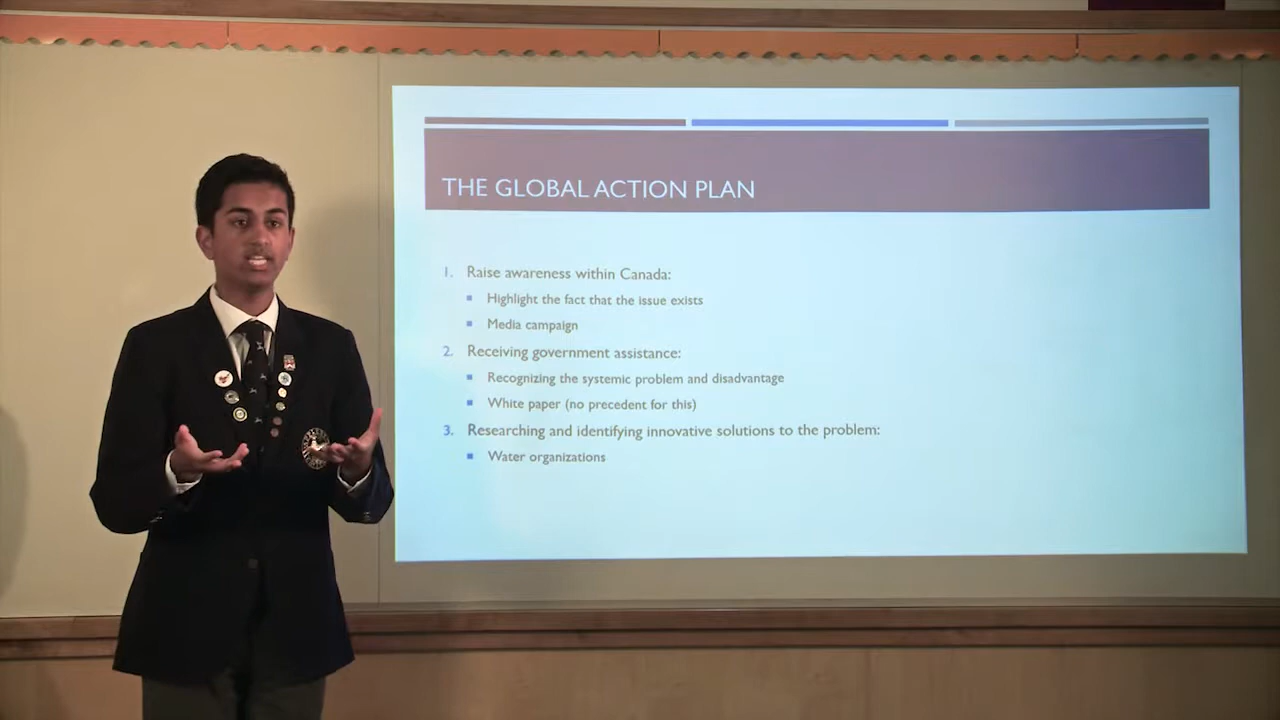 THE GLOBAL ACTION PLAN
1. Raise awareness within Canada:
▪ Highlight the fact that the issue exists
▪ Media campaign
2. Receiving government assistance:
▪ Recognizing the systemic problem and disadvantage
▪ White paper (no precedent for this)
3. Researching and identifying innovative solutions to the problem:
▪ Water organizations